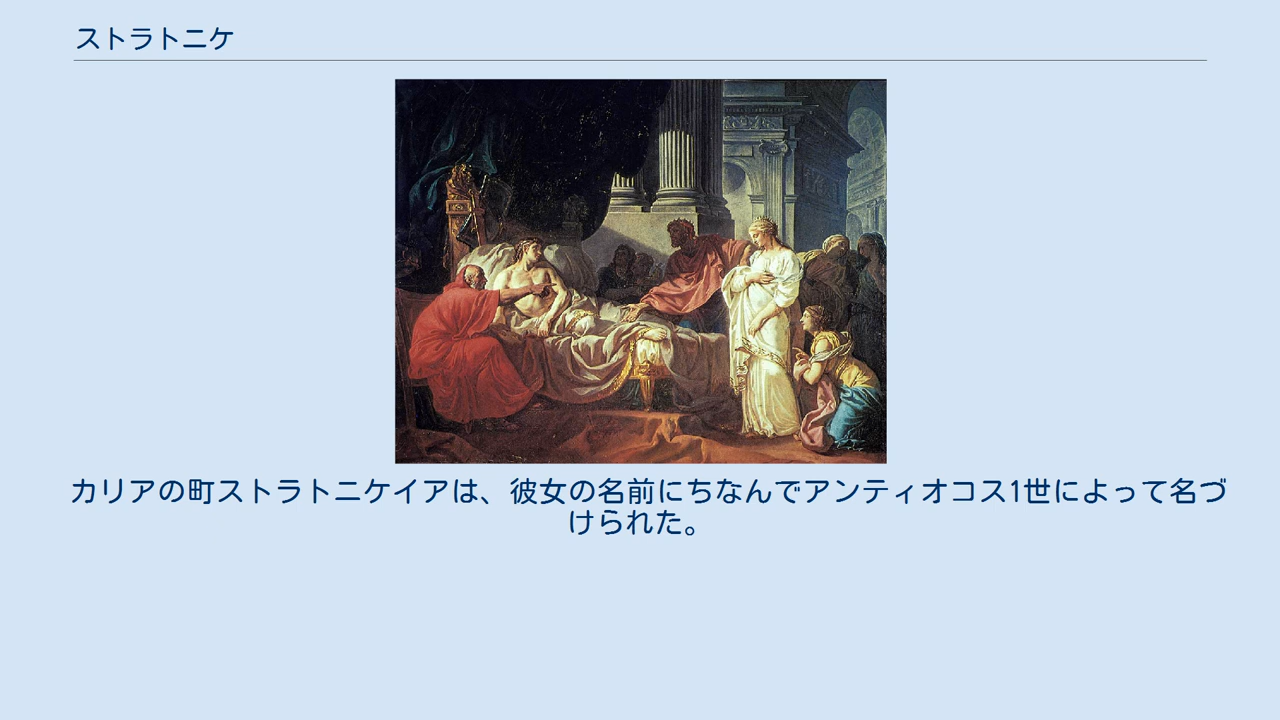 ストラトニケ
カリアの町ストラトニケイアは、彼女の名前にちなんでアンティオコス1世によって名づ
けられた。